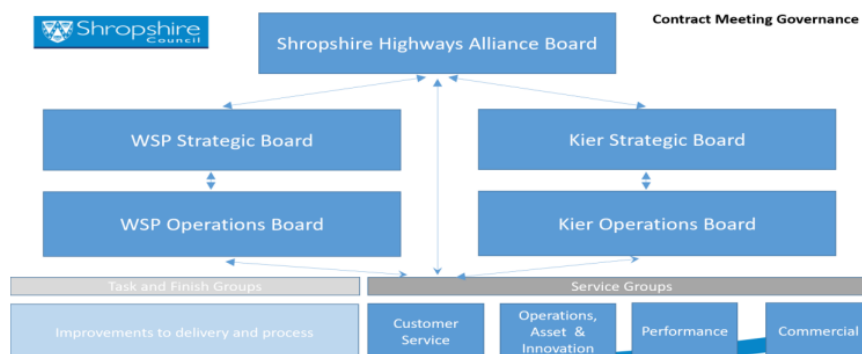 Shropshire
Council
Contract Meeting Governance
Shropshire Highways Alliance Board
WSP Strategic Board
Kier Strategic Board
WSP Operations Board
Kier Operations Board
Task and Finish Groups
Service Groups
Improvements to delivery and process
Customer
Service
Operations,
Asset &
Innovation
Performance
Commercial